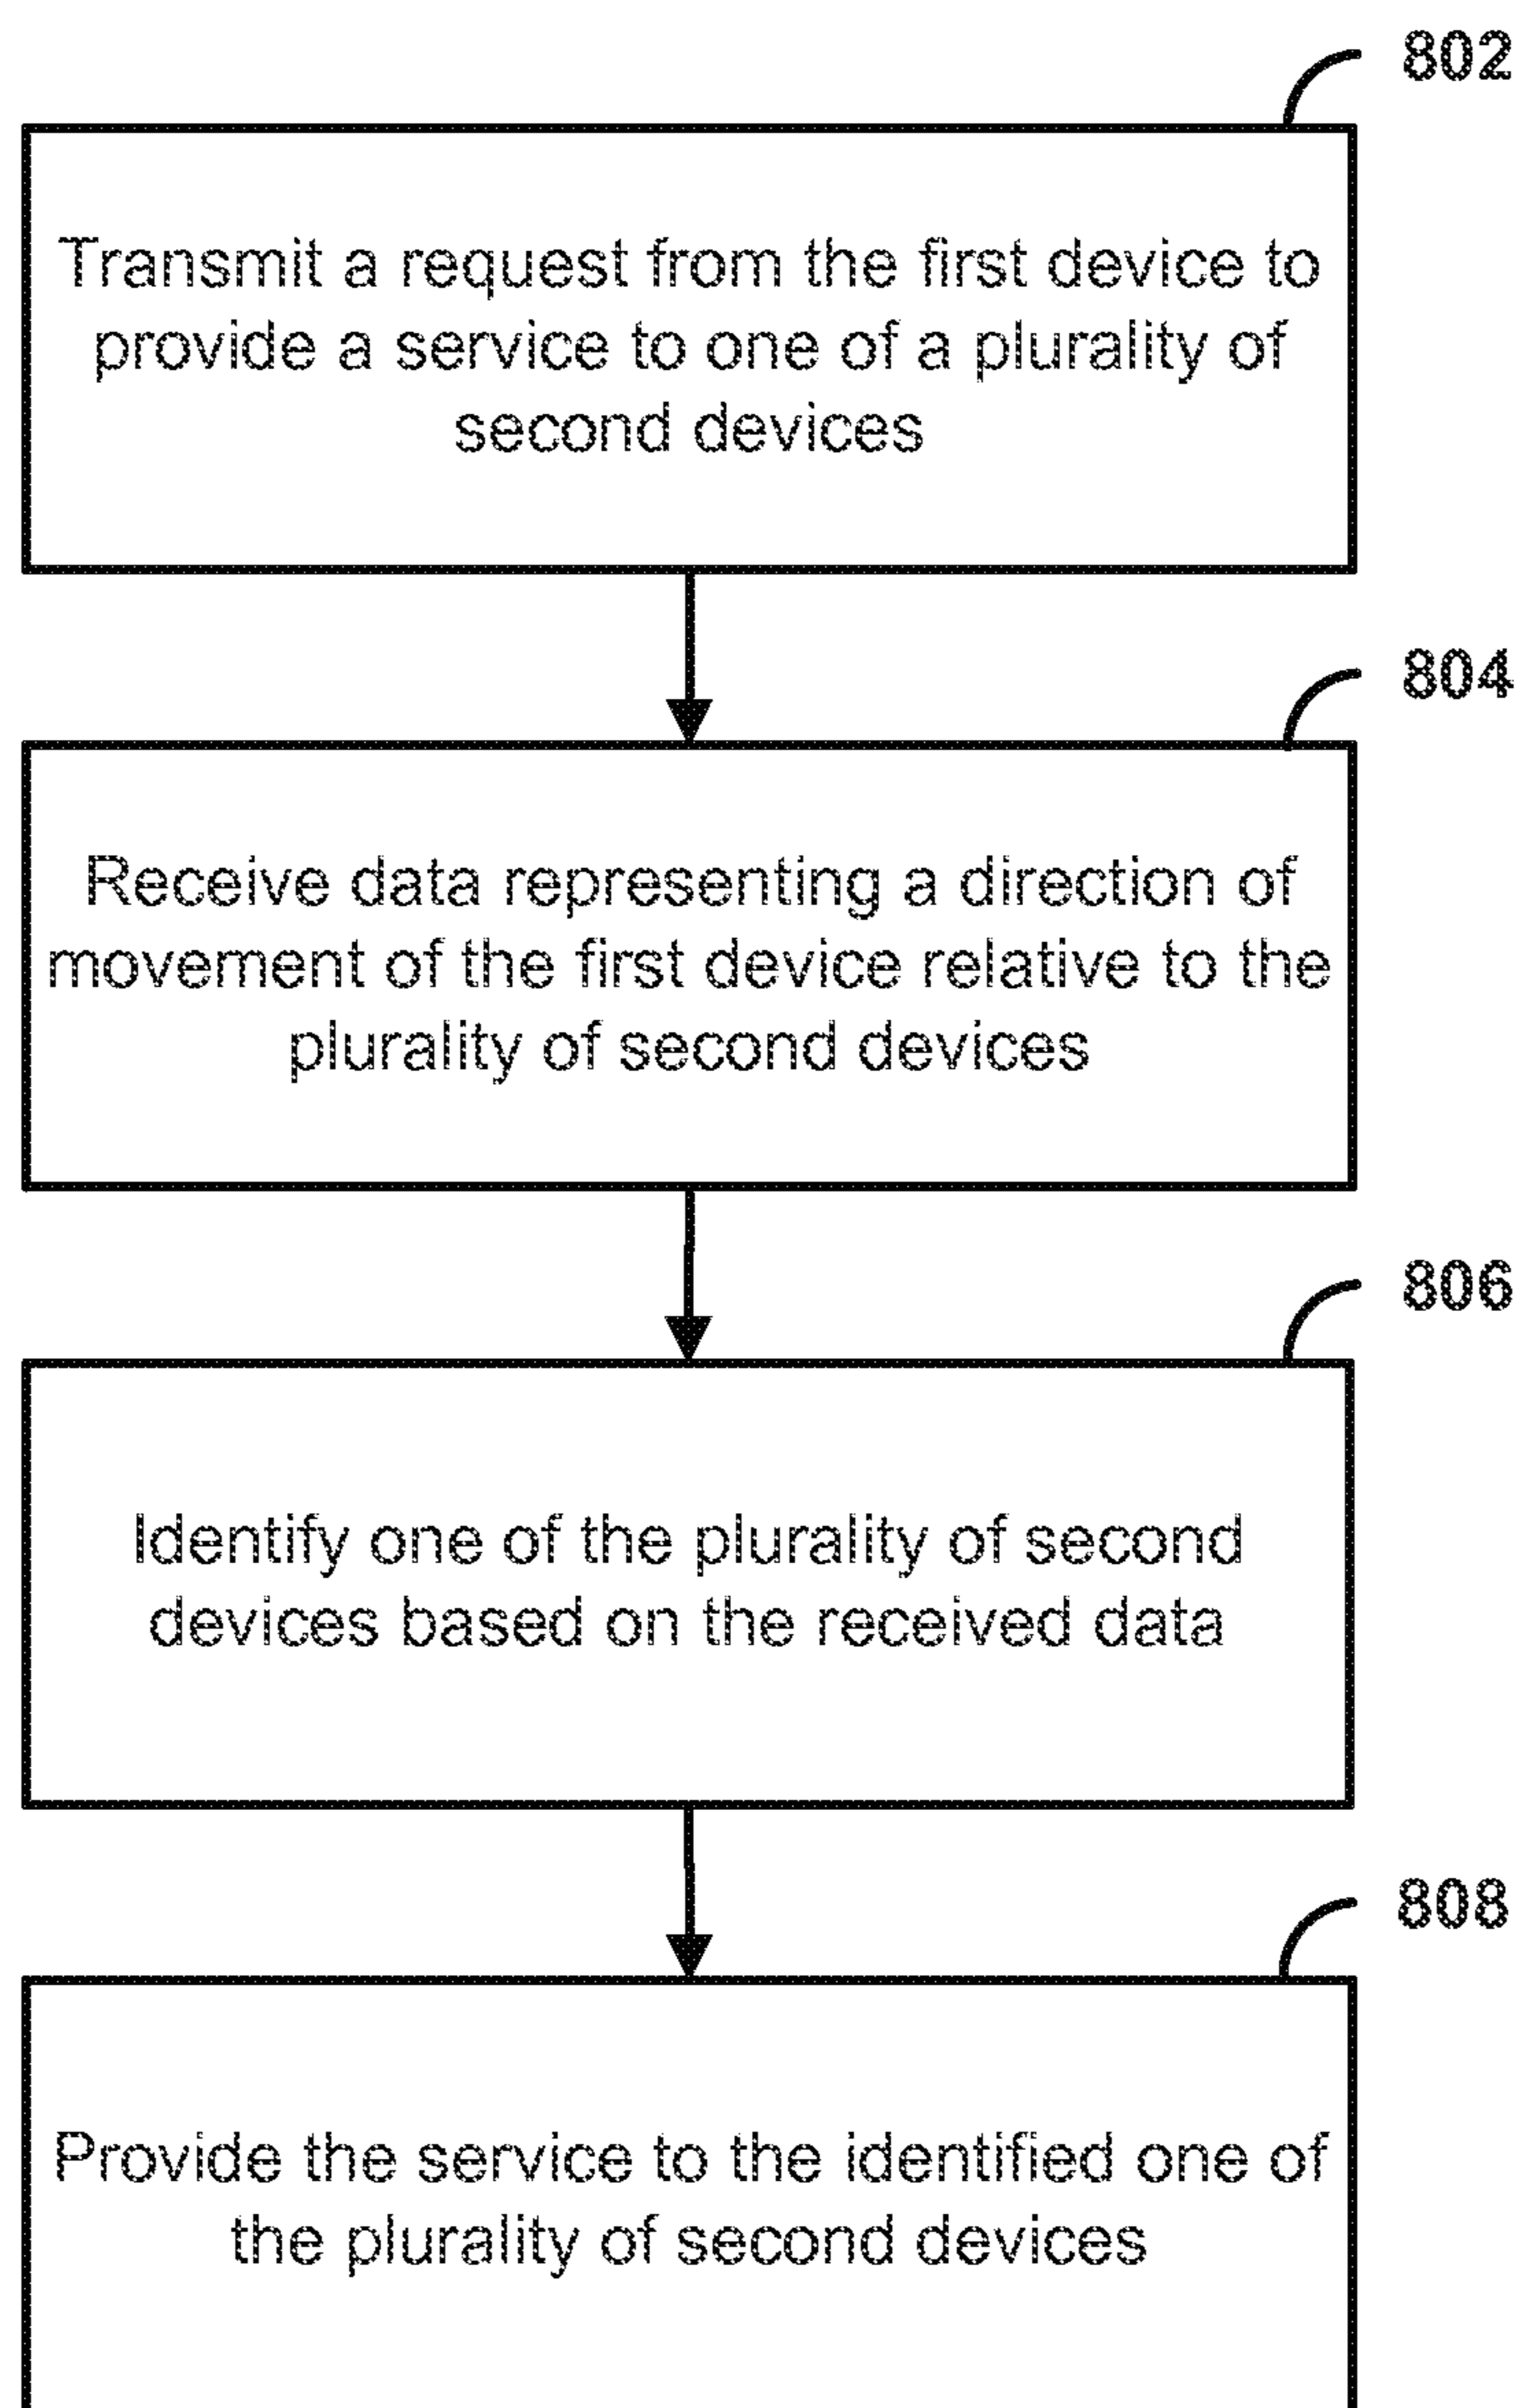 802
Transmit a request from the first device to
provide a service to one of a plurality of
second devices
804
Receive data representing a direction of
movement of the first device relative to the
plurality of second devices
806
Identify one of the plurality of second
devices based on the received data
808
Provide the service to the identified one of
the plurality of second devices